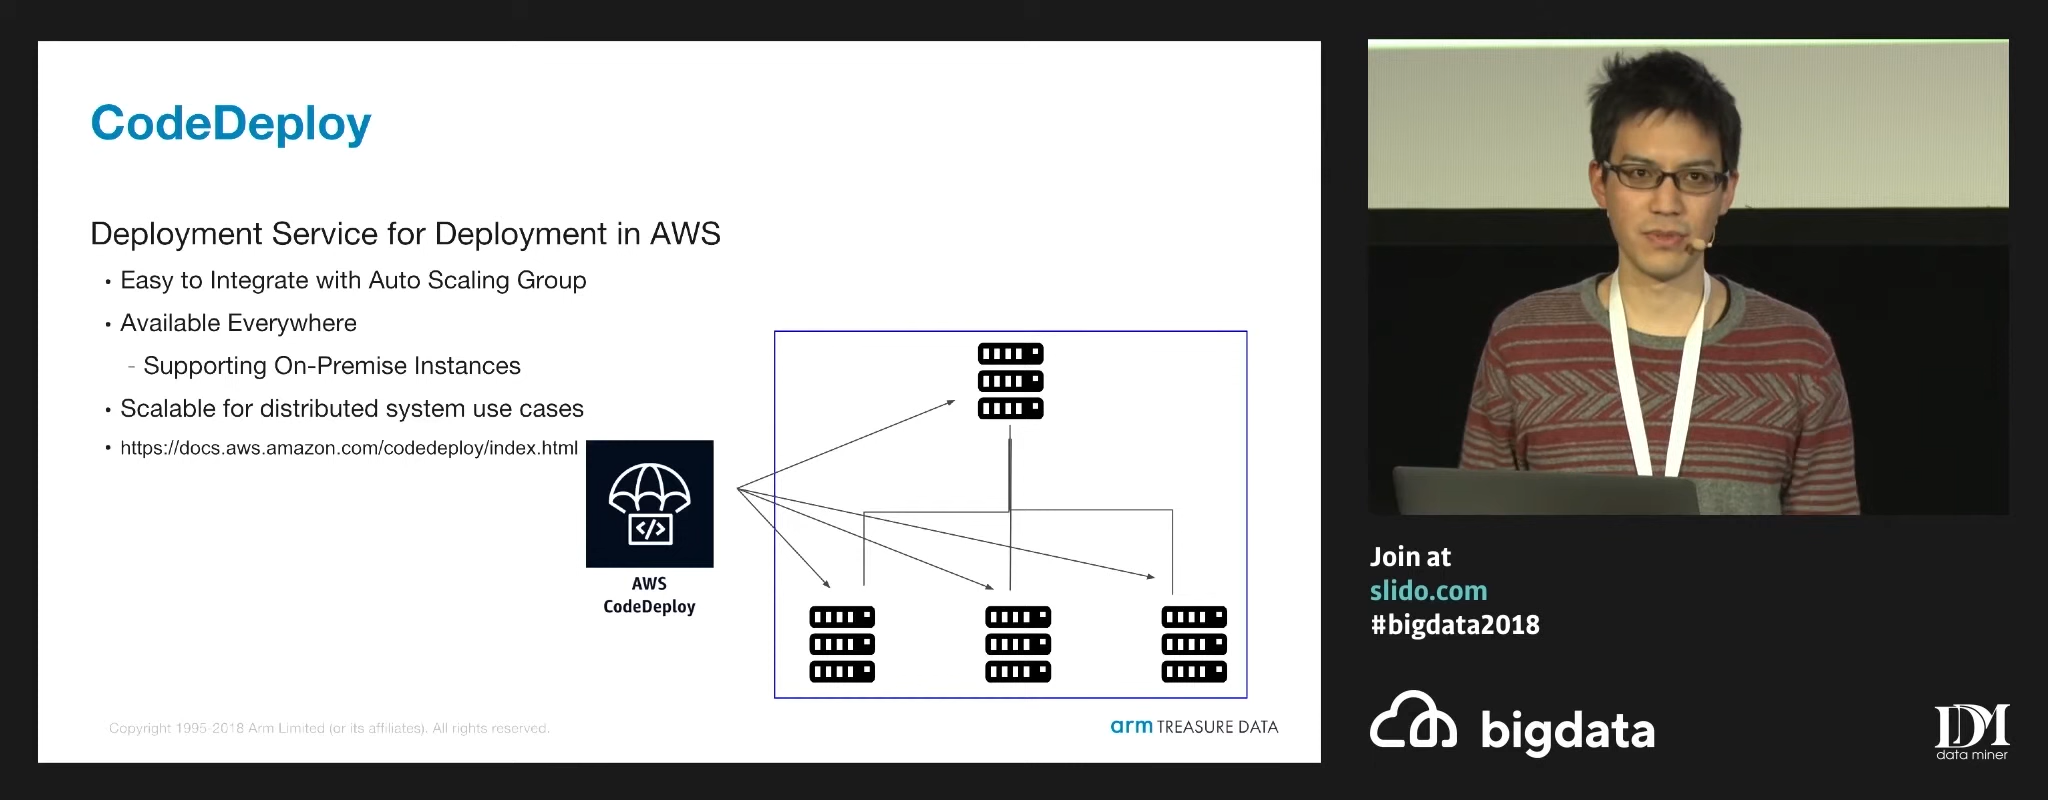 CodeDeploy
Deployment Service for Deployment in AWS
• Easy to Integrate with Auto Scaling Group
• Available Everywhere
- Supporting On-Premise Instances
• Scalable for distributed system use cases
• https://docs.aws.amazon.com/codedeploy/index.html
</>
AWS
CodeDeploy
Copyright 1995-2018 Arm Limited (or its affiliates). All rights reserved.
arm TREASURE DATA
Join at
slido.com
#bigdata2018
bigdata
DM
data miner